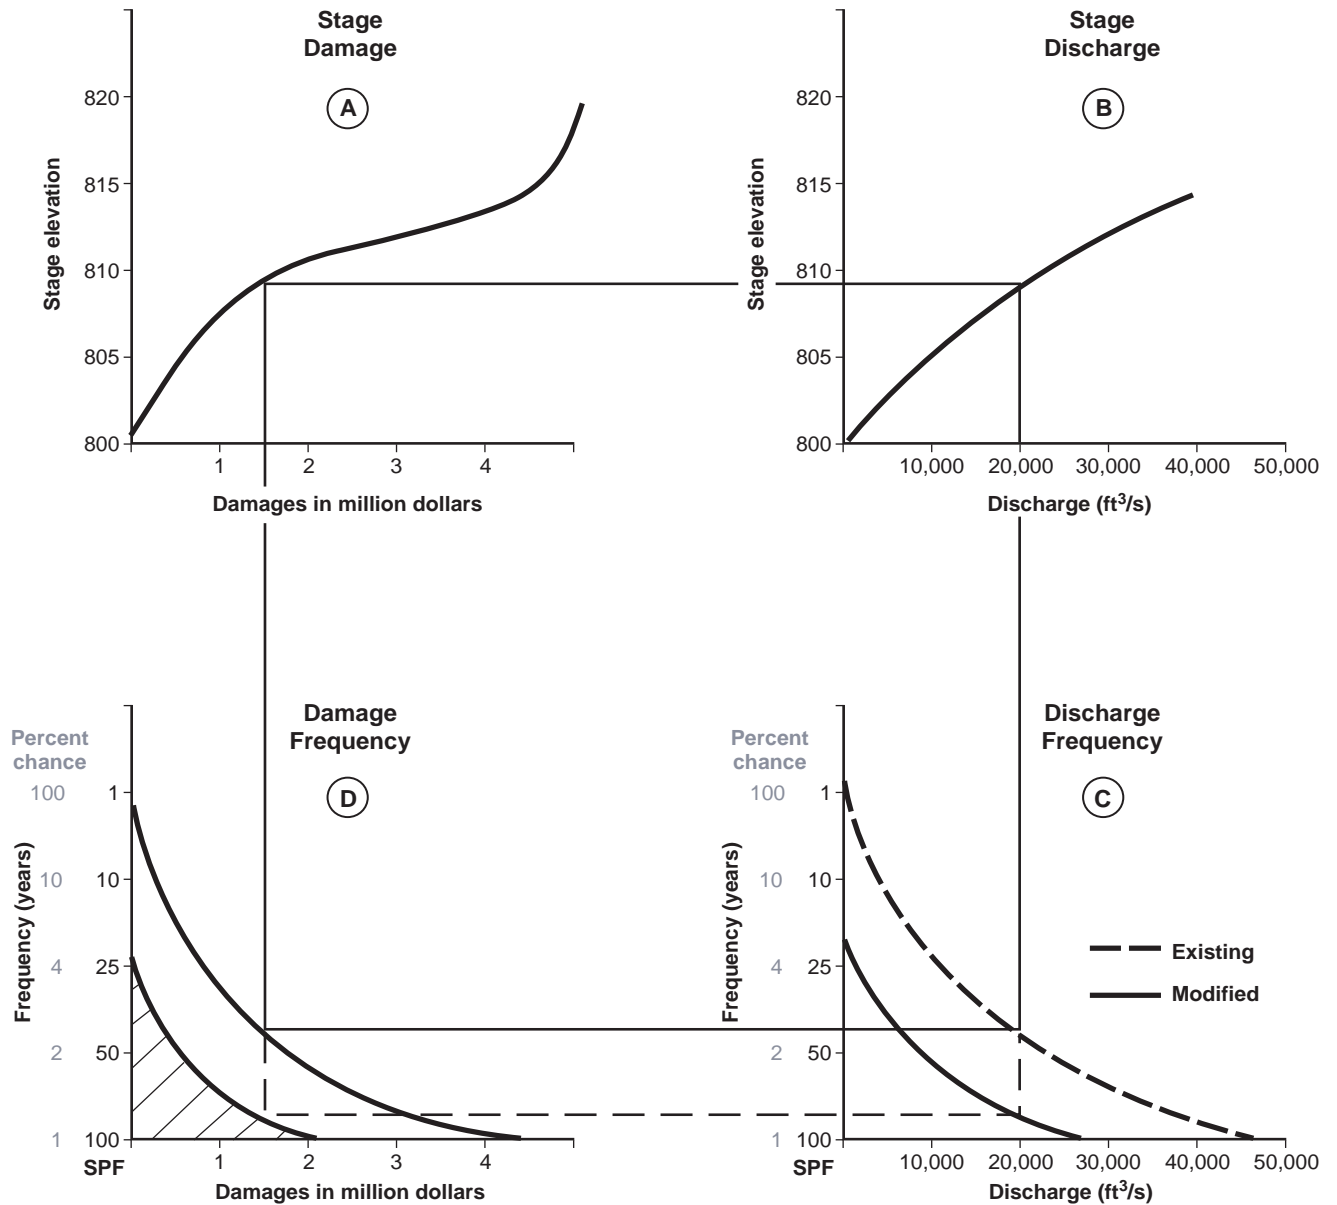 Stage
Damage
A
820
815
810
805
800
Stage elevation
1 2 3 4
Damages in million dollars
Stage
Discharge
B
820
815
810
805
800
Stage elevation
10,000 20,000 30,000 40,000 50,000
Discharge (ft³/s)
Damage
Frequency
D
Percent
chance
100 1
10 10
4 25
2 50
1 100
SPF
Frequency (years)
1 2 3 4
Damages in million dollars
Discharge
Frequency
C
Percent
chance
100 1
10 10
4 25
2 50
1 100
SPF
Frequency (years)
Existing
Modified
10,000 20,000 30,000 40,000 50,000
Discharge (ft³/s)